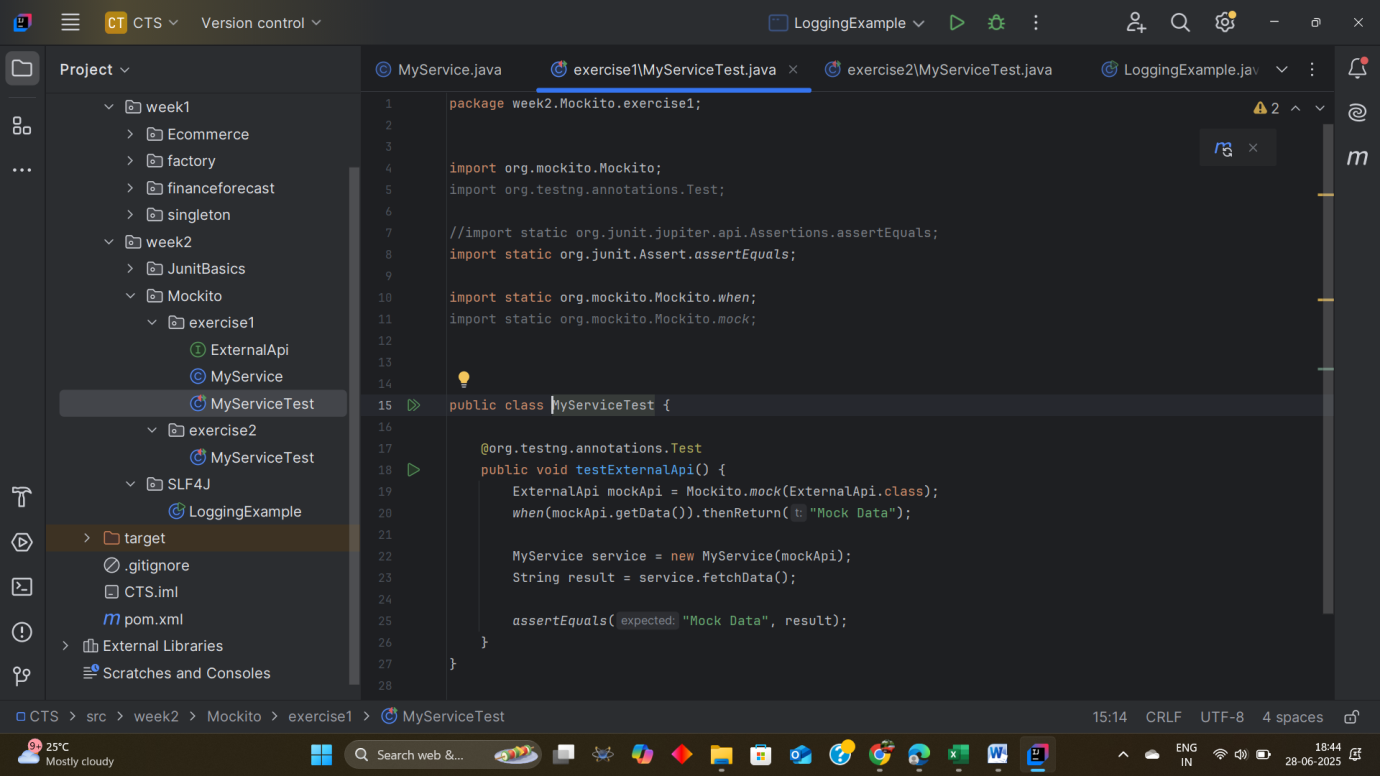 CT CTS Version control LoggingExample
Project
MyService.java exercise1\MyServiceTest.java exercise2\MyServiceTest.java LoggingExample.jav
week1
Ecommerce
factory
financeforecast
singleton
week2
JunitBasics
Mockito
exercise1
ExternalApi
MyService
MyServiceTest
exercise2
MyServiceTest
SLF4J
LoggingExample
target
.gitignore
CTS.iml
pom.xml
External Libraries
Scratches and Consoles
2
1 package week2.Mockito.exercise1;
2
3
4 import org.mockito.Mockito;
5 import org.testng.annotations.Test;
6
7 //import static org.junit.jupiter.api.Assertions.assertEquals;
8 import static org.junit.Assert.assertEquals;
9
10 import static org.mockito.Mockito.when;
11 import static org.mockito.Mockito.mock;
12
13
14
15 public class MyServiceTest {
16
17 @org.testng.annotations.Test
18 public void testExternalApi() {
19 ExternalApi mockApi = Mockito.mock(ExternalApi.class);
20 when(mockApi.getData()).thenReturn( t: "Mock Data");
21
22 MyService service = new MyService(mockApi);
23 String result = service.fetchData();
24
25 assertEquals( expected: "Mock Data", result);
26 }
27 }
28
CTS > src > week2 > Mockito > exercise1 > MyServiceTest 15:14 CRLF UTF-8 4 spaces
9+ 25°C
Mostly cloudy
Search web &...
ENG
IN
18:44
28-06-2025